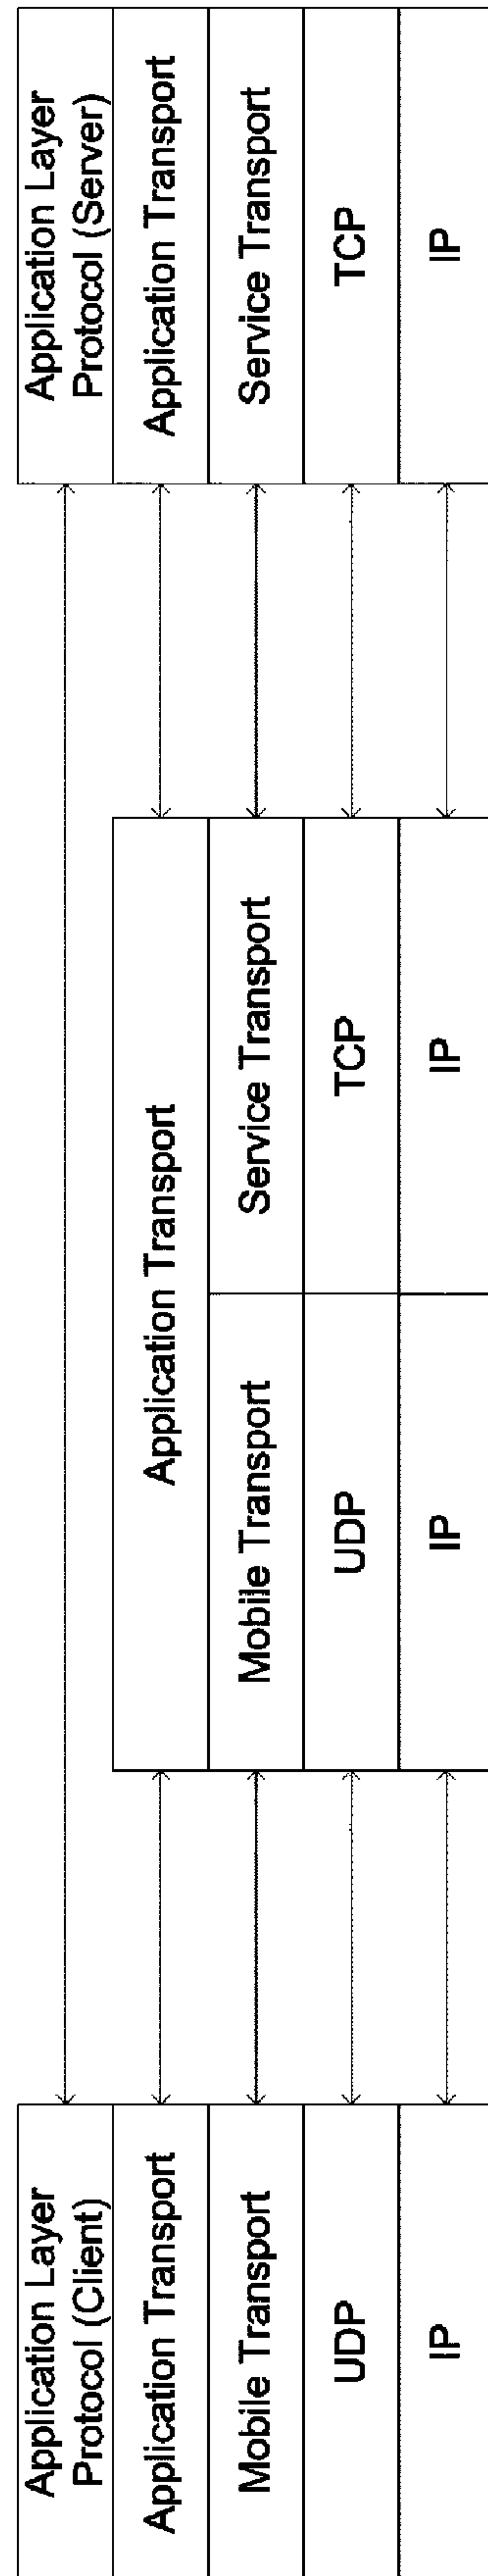 Application Layer
Protocol (Client)
Application Transport
Mobile Transport
UDP
IP
Application Transport
Mobile Transport
UDP
IP
Service Transport
TCP
IP
Application Layer
Protocol (Server)
Application Transport
Service Transport
TCP
IP